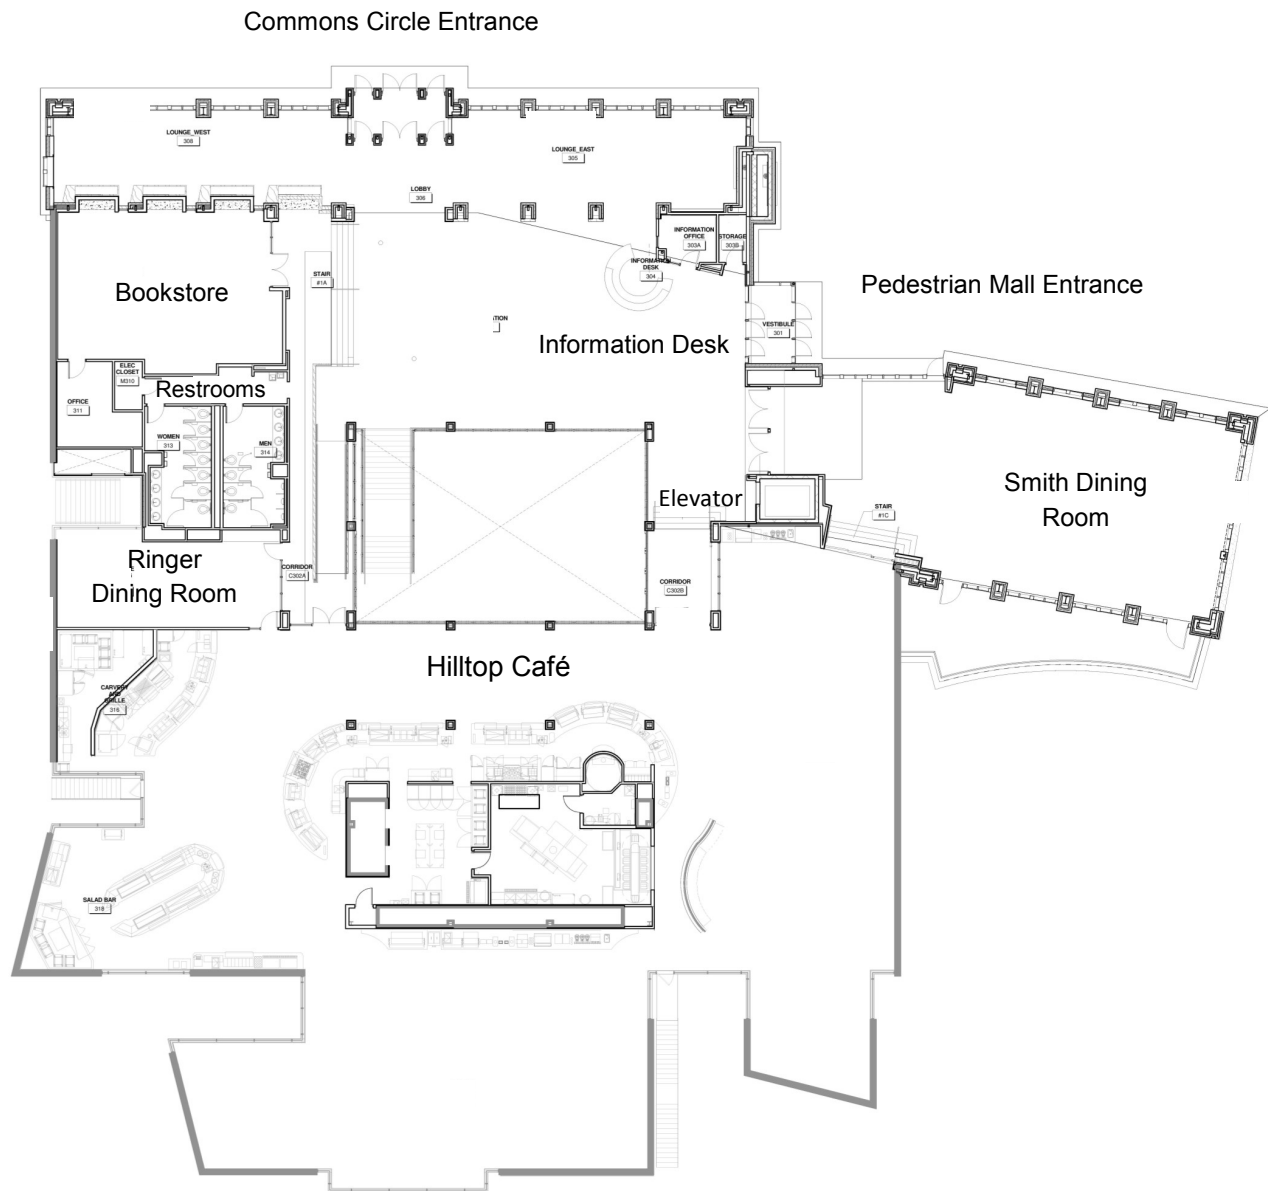 Commons Circle Entrance
LOUNGE_WEST
308
LOUNGE_EAST
305
LOBBY
306
INFORMATION
OFFICE
303A
STORAGE
303B
STAIR
#1A
INFORMATION
DESK
304
Pedestrian Mall Entrance
Bookstore
VESTIBULE
301
Information Desk
ELEC
CLOSET
M310
Restrooms
OFFICE
311
WOMEN
313
MEN
314
Elevator
Smith Dining
Room
STAIR
#1C
Ringer
Dining Room
CORRIDOR
C302A
CORRIDOR
C302B
Hilltop Café
CARVERY
AND
GRILLE
316
SALAD BAR
318